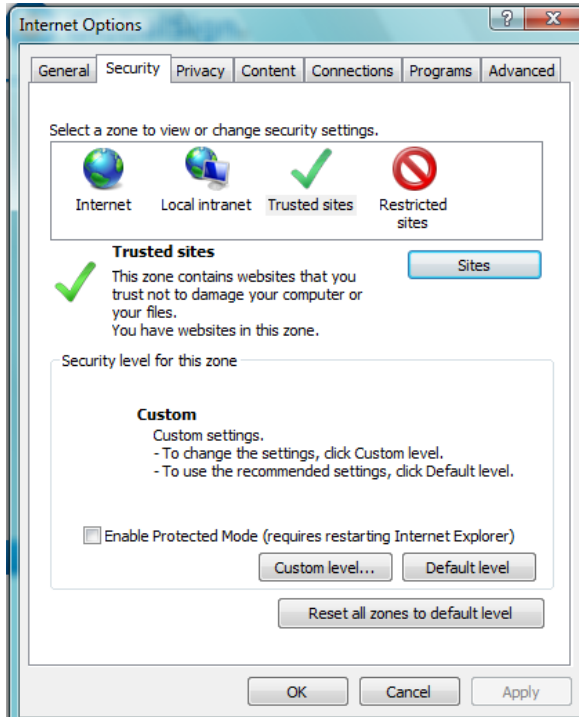 Internet Options
General Security Privacy Content Connections Programs Advanced
Select a zone to view or change security settings.
Internet Local intranet Trusted sites Restricted
sites
Trusted sites
Sites
This zone contains websites that you
trust not to damage your computer or
your files.
You have websites in this zone.
Security level for this zone
Custom
Custom settings.
- To change the settings, click Custom level.
- To use the recommended settings, click Default level.
Enable Protected Mode (requires restarting Internet Explorer)
Custom level... Default level
Reset all zones to default level
OK Cancel Apply